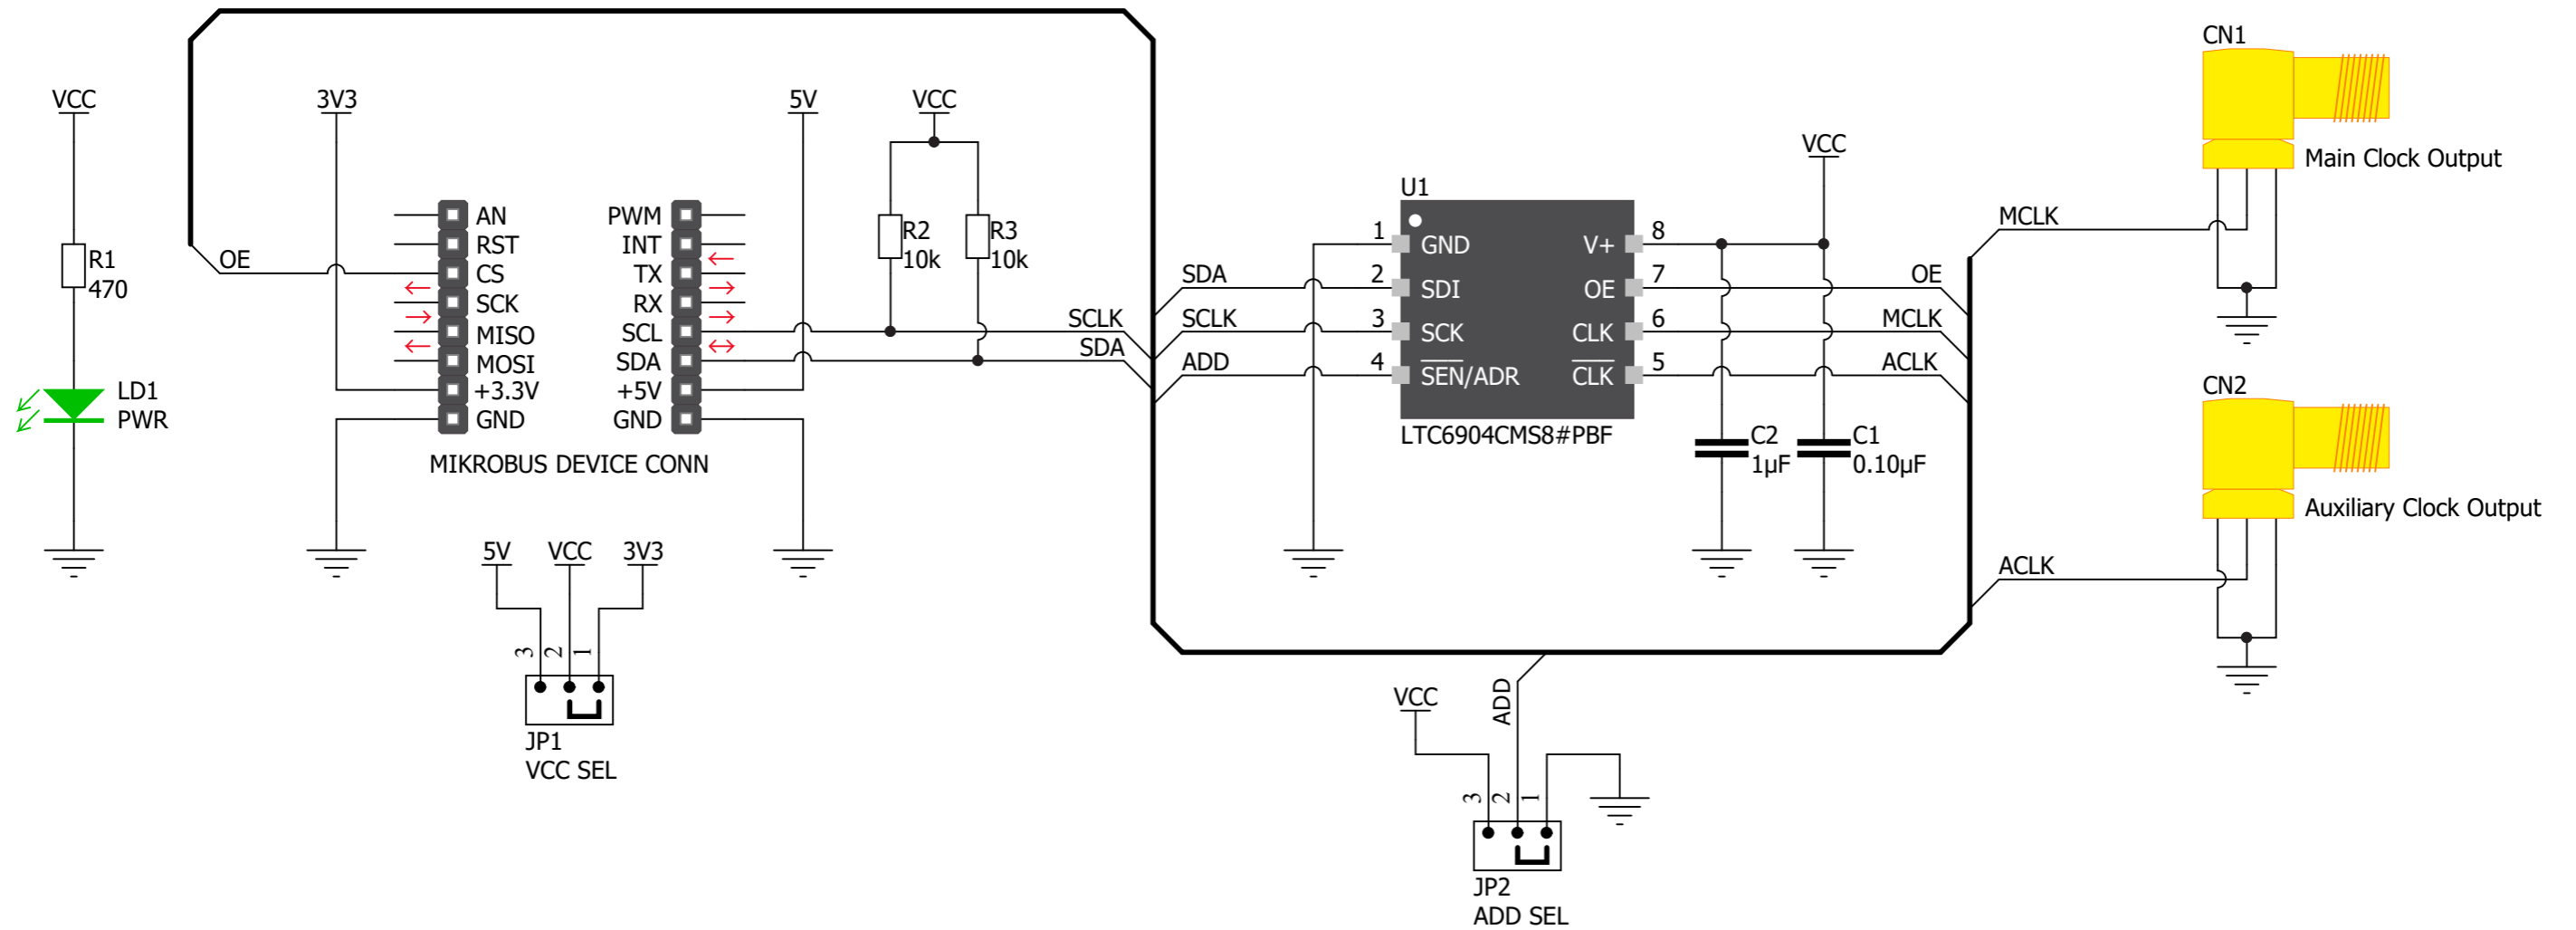 VCC
R1
470
LD1
PWR
3V3
OE
AN
RST
CS
SCK
MISO
MOSI
+3.3V
GND
PWM
INT
TX
RX
SCL
SDA
+5V
GND
MIKROBUS DEVICE CONN
5V
VCC
R2
10k
R3
10k
SCLK
SDA
5V
VCC
3V3
3
2
1
JP1
VCC SEL
SDA
SCLK
ADD
U1
1
2
3
4
GND
SDI
SCK
SEN/ADR
V+
OE
CLK
CLK
8
7
6
5
LTC6904CMS8#PBF
VCC
OE
MCLK
ACLK
C2
1µF
C1
0.10µF
VCC
ADD
3
2
1
JP2
ADD SEL
CN1
Main Clock Output
MCLK
CN2
Auxiliary Clock Output
ACLK